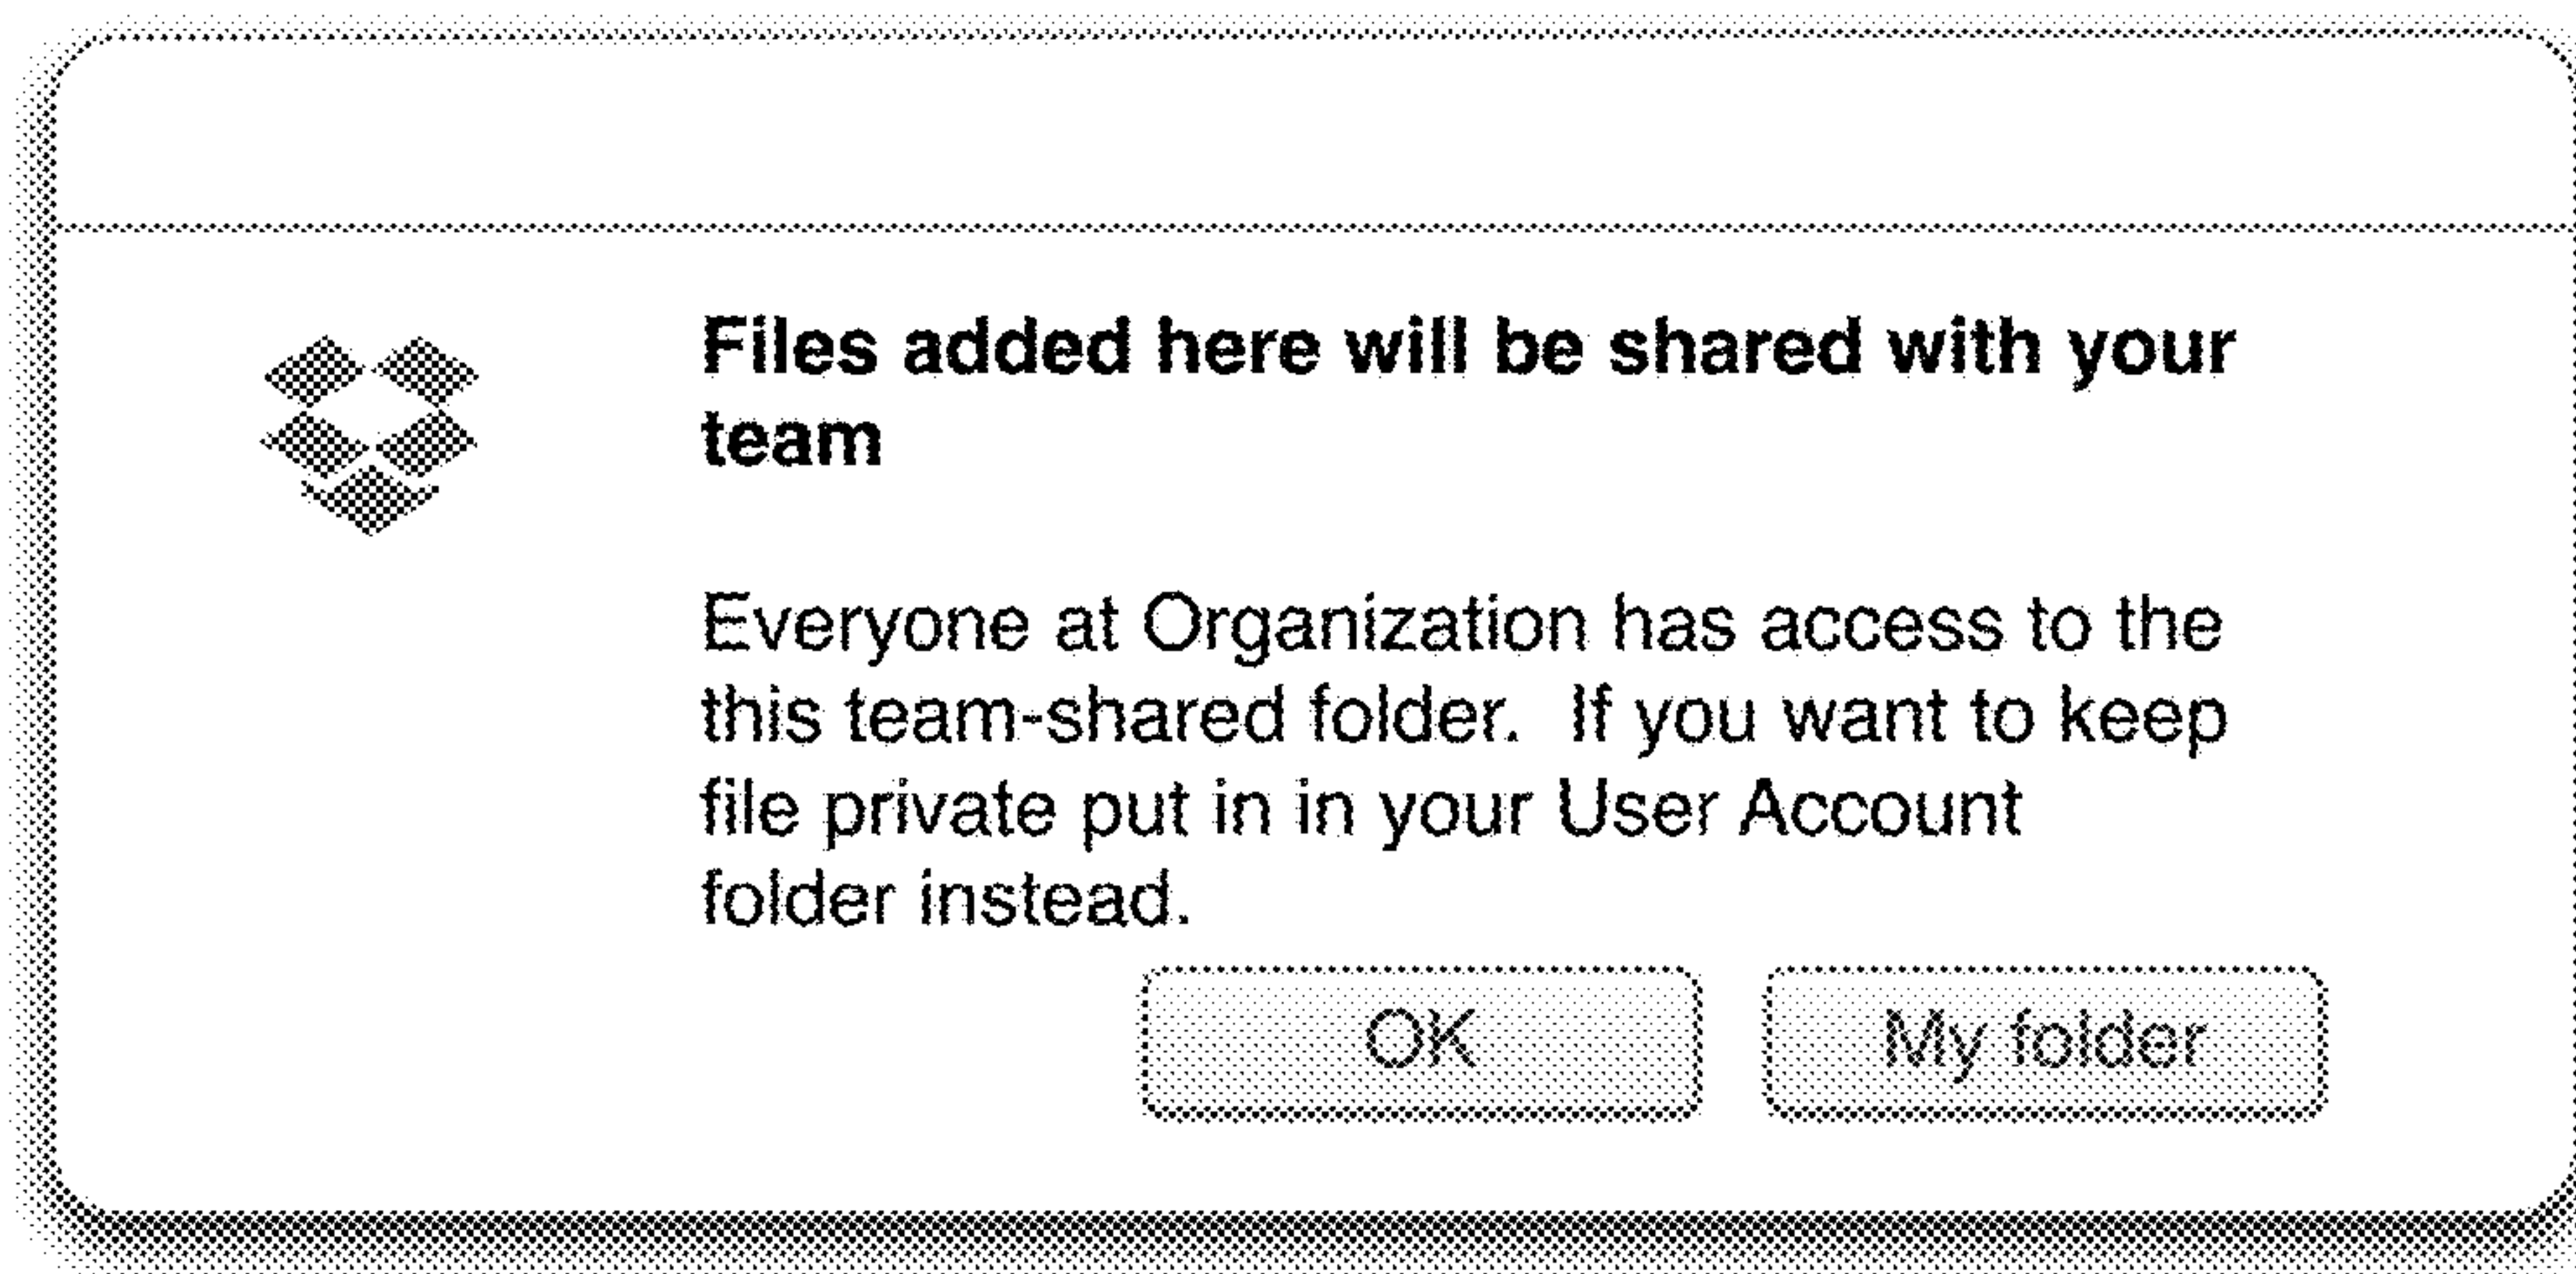 Files added here will be shared with your
team
Everyone at Organization has access to the
this team-shared folder.  If you want to keep
file private put in in your User Account
folder instead.
OK
My folder